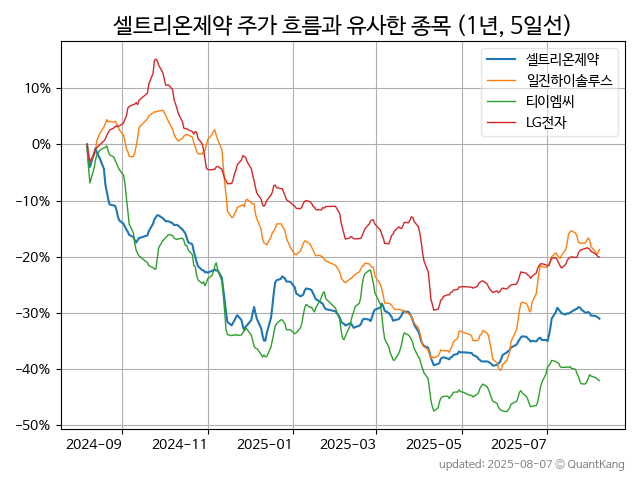 셀트리온제약 주가 흐름과 유사한 종목 (1년, 5일선)
셀트리온제약
일진하이솔루스
티이엠씨
LG전자
10%
0%
−10%
−20%
−30%
−40%
−50%
2024-09
2024-11
2025-01
2025-03
2025-05
2025-07
updated: 2025-08-07 © QuantKang